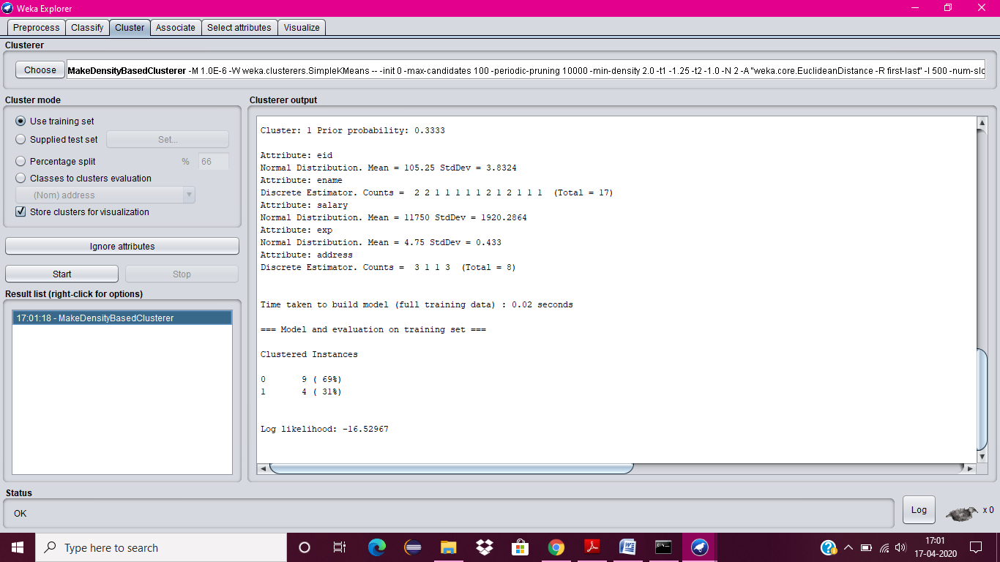 Weka Explorer
Preprocess Classify Cluster Associate Select attributes Visualize
Clusterer
Choose MakeDensityBasedClusterer -M 1.0E-6 -W weka.clusterers.SimpleKMeans -- -init 0 -max-candidates 100 -periodic-pruning 10000 -min-density 2.0 -t1 -1.25 -t2 -1.0 -N 2 -A "weka.core.EuclideanDistance -R first-last" -I 500 -num-slo
Cluster mode
Use training set
Supplied test set Set...
Percentage split % 66
Classes to clusters evaluation
(Nom) address
Store clusters for visualization
Ignore attributes
Start Stop
Result list (right-click for options)
17:01:18 - MakeDensityBasedClusterer
Clusterer output
Cluster: 1 Prior probability: 0.3333
Attribute: eid
Normal Distribution. Mean = 105.25 StdDev = 3.8324
Attribute: ename
Discrete Estimator. Counts =  2 2 1 1 1 1 1 2 1 2 1 1 1  (Total = 17)
Attribute: salary
Normal Distribution. Mean = 11750 StdDev = 1920.2864
Attribute: exp
Normal Distribution. Mean = 4.75 StdDev = 0.433
Attribute: address
Discrete Estimator. Counts =  3 1 1 3  (Total = 8)
Time taken to build model (full training data) : 0.02 seconds
=== Model and evaluation on training set ===
Clustered Instances
0 9 ( 69%)
1 4 ( 31%)
Log likelihood: -16.52967
Status
OK
Log x 0
Type here to search
17:01
17-04-2020